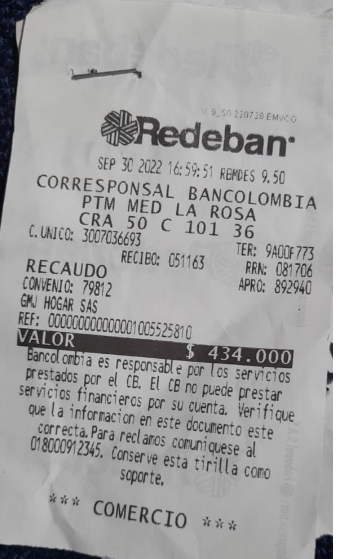 9_50 220728 EMVCO
Redeban
SEP 30 2022 16:59:51 RBMDES 9.50
CORRESPONSAL BANCOLOMBIA
PTM MED LA ROSA
CRA 50 C 101 36
C.UNICO: 3007036693 TER: 9A00F773
RECIBO: 051163 RRN: 081706
RECAUDO APRO: 892940
CONVENIO: 79812
GMJ HOGAR SAS
REF: 00000000000001005525810
VALOR $ 434.000
Bancolombia es responsable por los servicios
prestados por el CB. El CB no puede prestar
servicios financieros por su cuenta. Verifique
que la informacion en este documento este
correcta. Para reclamos comuniquese al
018000912345. Conserve esta tirilla como
soporte.
*** COMERCIO ***